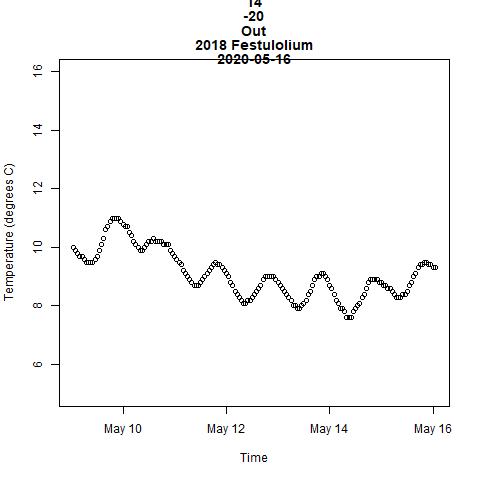 14
-20
Out
2018 Festulolium
2020-05-16
Temperature (degrees C)
16
14
12
10
8
6
May 10
May 12
May 14
May 16
Time